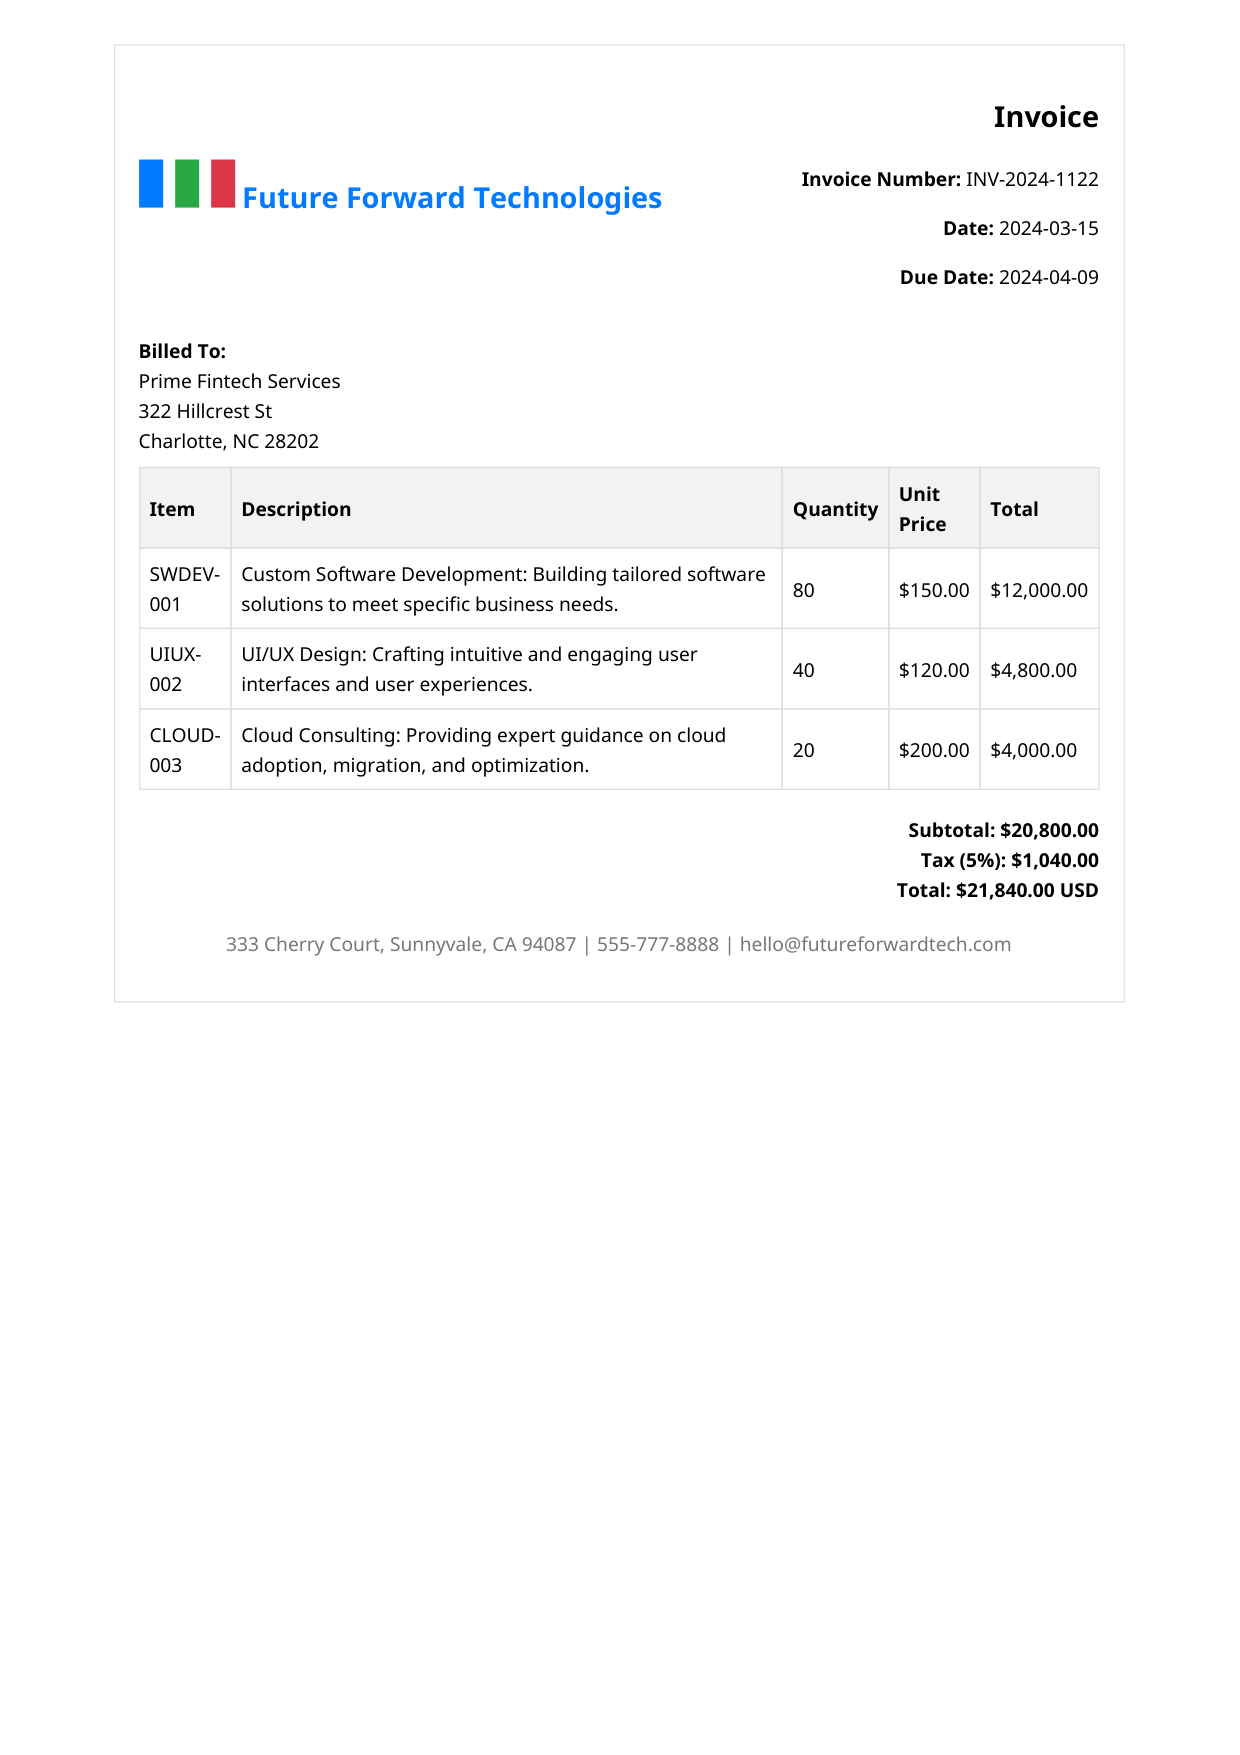 Invoice
Future Forward Technologies
Invoice Number: INV-2024-1122
Date: 2024-03-15
Due Date: 2024-04-09
Billed To:
Prime Fintech Services
322 Hillcrest St
Charlotte, NC 28202
Item Description Quantity Unit Price Total
SWDEV-001 Custom Software Development: Building tailored software solutions to meet specific business needs. 80 $150.00 $12,000.00
UIUX-002 UI/UX Design: Crafting intuitive and engaging user interfaces and user experiences. 40 $120.00 $4,800.00
CLOUD-003 Cloud Consulting: Providing expert guidance on cloud adoption, migration, and optimization. 20 $200.00 $4,000.00
Subtotal: $20,800.00
Tax (5%): $1,040.00
Total: $21,840.00 USD
333 Cherry Court, Sunnyvale, CA 94087 | 555-777-8888 | hello@futureforwardtech.com